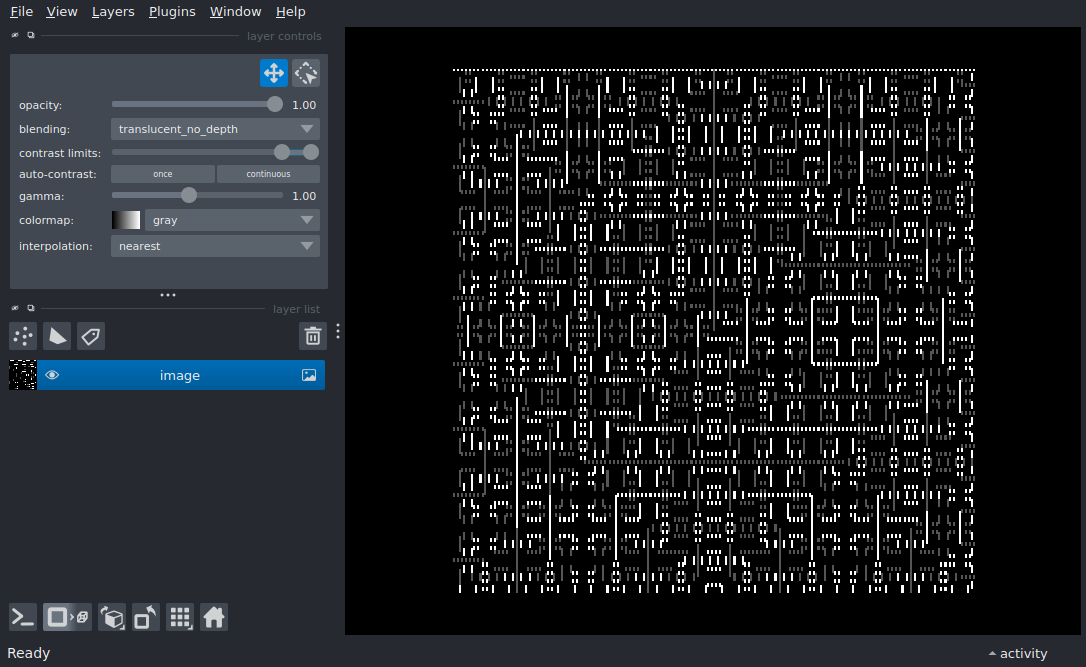 File View Layers Plugins Window Help
layer controls
opacity: 1.00
blending: translucent_no_depth
contrast limits:
auto-contrast: once continuous
gamma: 1.00
colormap: gray
interpolation: nearest
layer list
image
Ready
activity